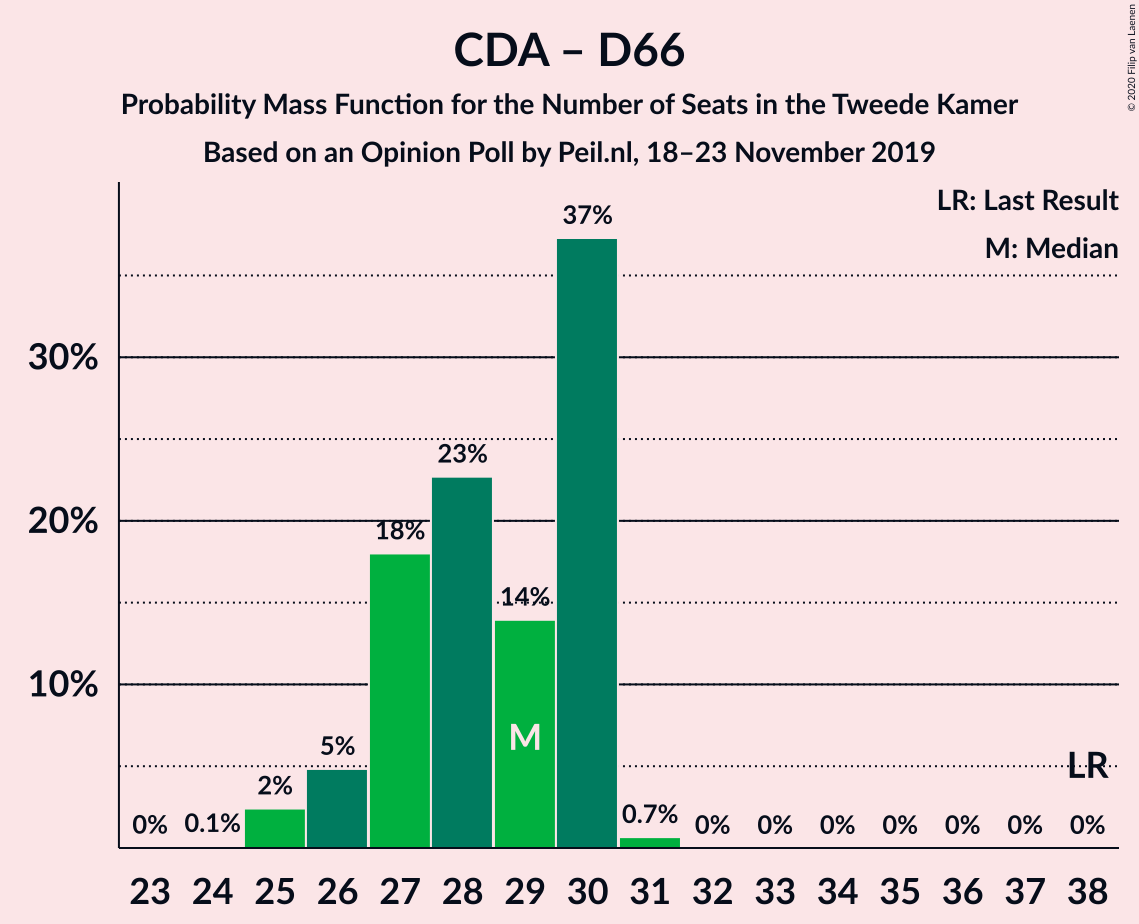 CDA – D66
Probability Mass Function for the Number of Seats in the Tweede Kamer
Based on an Opinion Poll by Peil.nl, 18–23 November 2019
© 2020 Filip van Laenen
LR: Last Result
M: Median
37%
30%
23%
20%
18%
14%
10%
M
5%
LR
2%
0% 0.1% 0.7% 0% 0% 0% 0% 0% 0% 0%
23 24 25 26 27 28 29 30 31 32 33 34 35 36 37 38